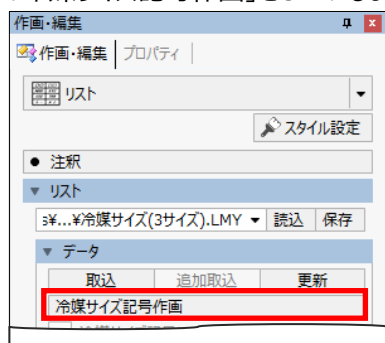 作画・編集
作画・編集 プロパティ
リスト
スタイル設定
● 注釈
▼ リスト
s¥...¥冷媒サイズ(3サイズ).LMY 読込 保存
▼ データ
取込 追加取込 更新
冷媒サイズ記号作画